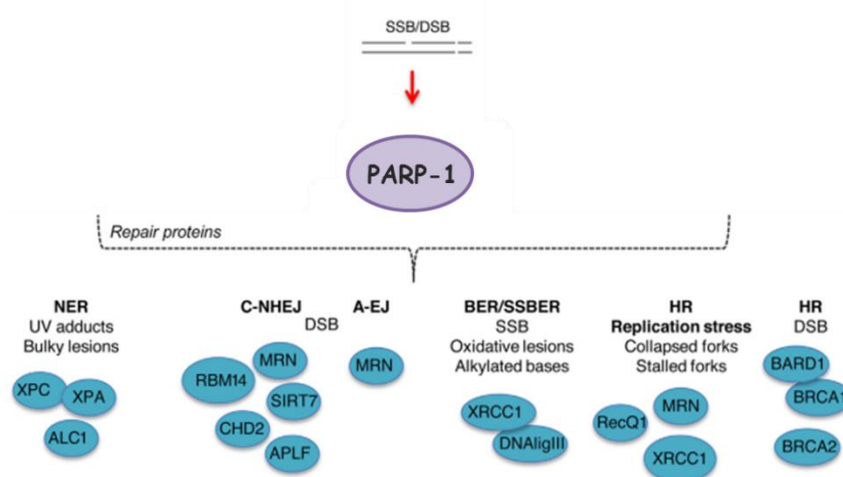 SSB/DSB
PARP-1
Repair proteins
NER
UV adducts
Bulky lesions
XPC
XPA
ALC1
C-NHEJ
A-EJ
DSB
MRN
RBM14
SIRT7
CHD2
APLF
MRN
BER/SSBER
SSB
Oxidative lesions
Alkylated bases
XRCC1
DNAligIII
HR
Replication stress
Collapsed forks
Stalled forks
MRN
RecQ1
XRCC1
HR
DSB
BARD1
BRCA1
BRCA2